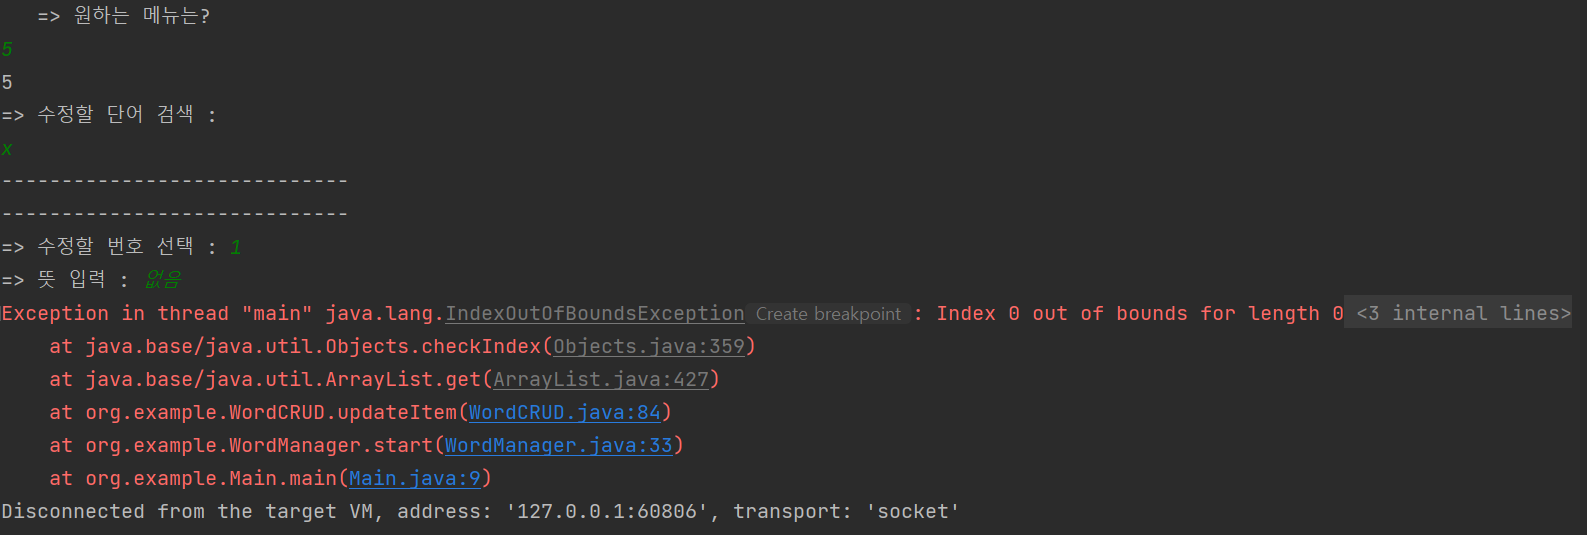 => 원하는 메뉴는?
5
5
=> 수정할 단어 검색 :
x
-----------------------------
-----------------------------
=> 수정할 번호 선택 : 1
=> 뜻 입력 : 없음
Exception in thread "main" java.lang.IndexOutOfBoundsException Create breakpoint : Index 0 out of bounds for length 0 <3 internal lines>
at java.base/java.util.Objects.checkIndex(Objects.java:359)
at java.base/java.util.ArrayList.get(ArrayList.java:427)
at org.example.WordCRUD.updateItem(WordCRUD.java:84)
at org.example.WordManager.start(WordManager.java:33)
at org.example.Main.main(Main.java:9)
Disconnected from the target VM, address: '127.0.0.1:60806', transport: 'socket'